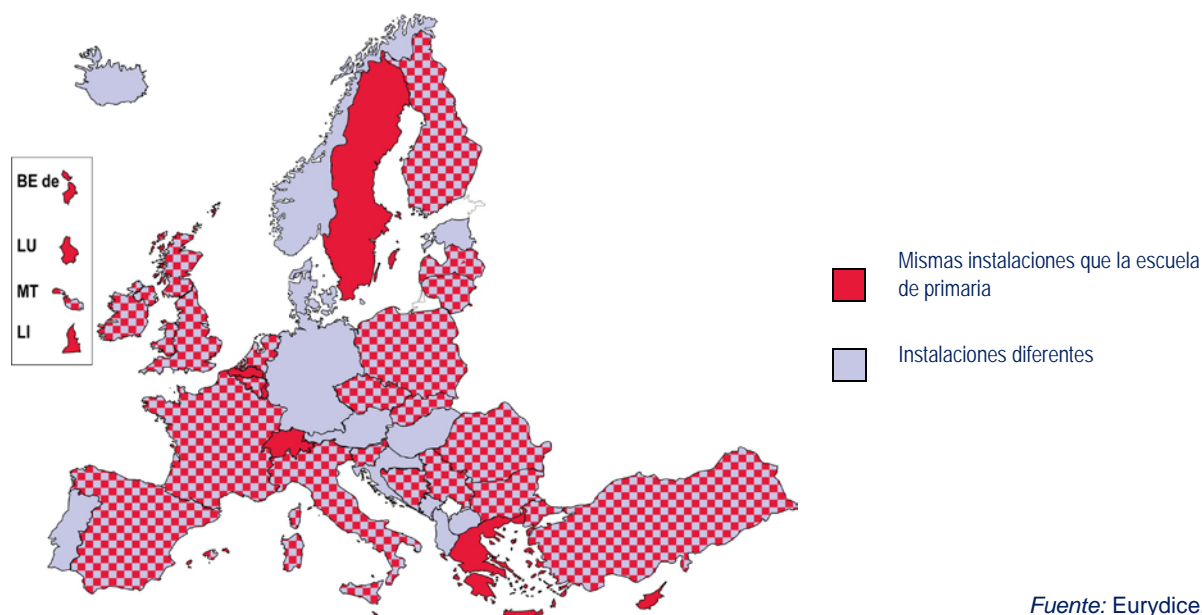 BE de
LU
MT
LI
Mismas instalaciones que la escuela
de primaria
Instalaciones diferentes
Fuente: Eurydice